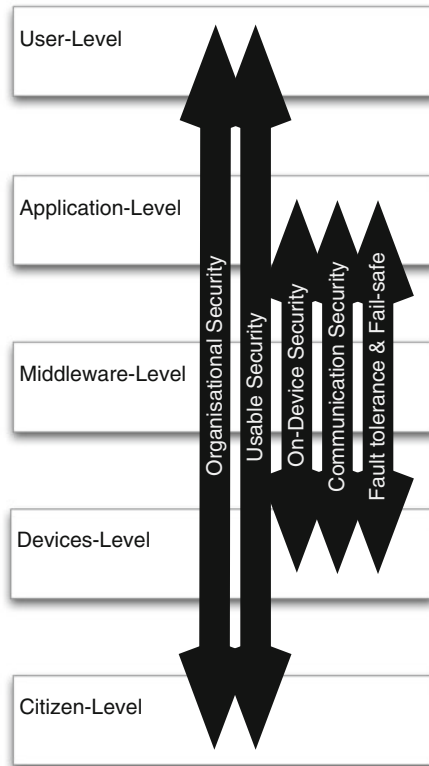 User-Level
Application-Level
Middleware-Level
Devices-Level
Citizen-Level
Organisational Security
Usable Security
On-Device Security
Communication Security
Fault tolerance & Fail-safe